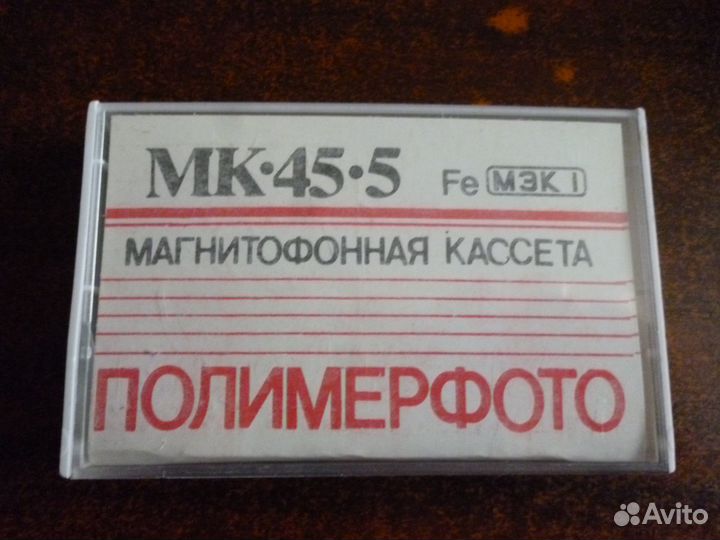 МК·45·5 Fe МЭК I
МАГНИТОФОННАЯ КАССЕТА
ПОЛИМЕРФОТО
Avito